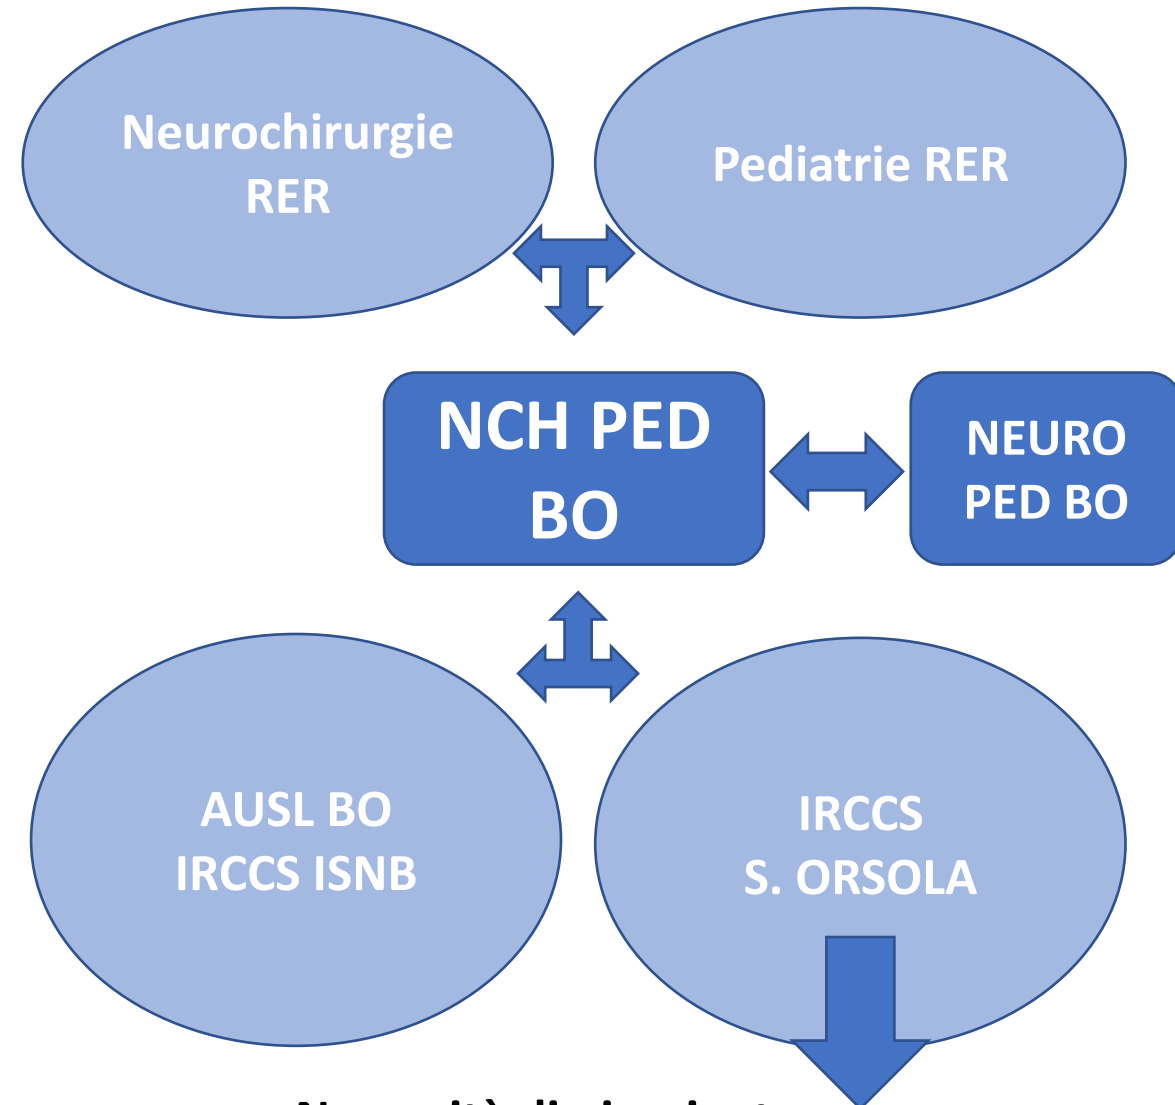 Neurochirurgie
RER
Pediatrie RER
NCH PED
BO
NEURO
PED BO
AUSL BO
IRCCS ISNB
IRCCS
S. ORSOLA